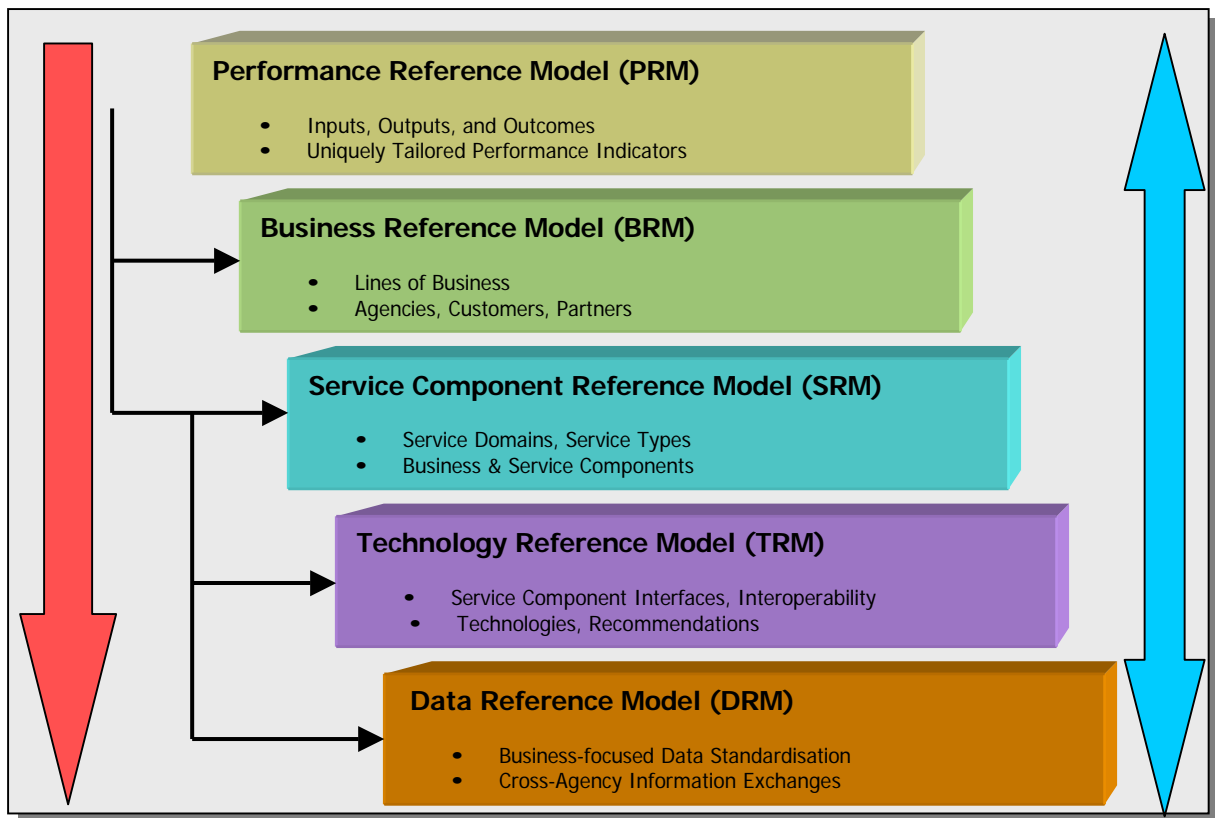 Performance Reference Model (PRM)
• Inputs, Outputs, and Outcomes
• Uniquely Tailored Performance Indicators
Business Reference Model (BRM)
• Lines of Business
• Agencies, Customers, Partners
Service Component Reference Model (SRM)
• Service Domains, Service Types
• Business & Service Components
Technology Reference Model (TRM)
• Service Component Interfaces, Interoperability
• Technologies, Recommendations
Data Reference Model (DRM)
• Business-focused Data Standardisation
• Cross-Agency Information Exchanges